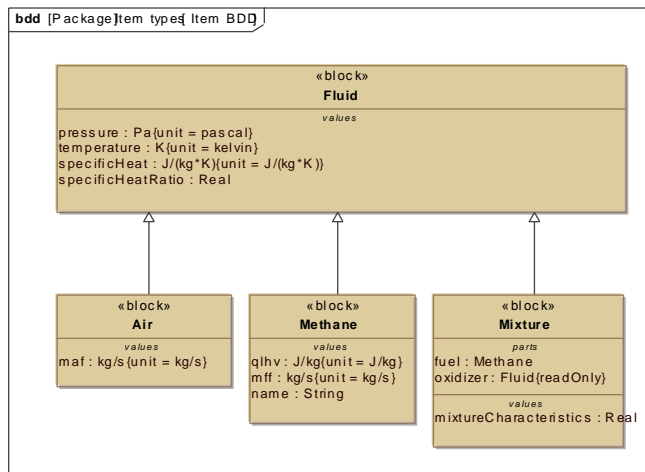 bdd [Package]Item types[ Item BDD]
«block»
Fluid
values
pressure : Pa{unit = pascal}
temperature : K{unit = kelvin}
specificHeat : J/(kg*K){unit = J/(kg*K)}
specificHeatRatio : Real
«block»
Air
values
maf : kg/s{unit = kg/s}
«block»
Methane
values
qlhv : J/kg{unit = J/kg}
mff : kg/s{unit = kg/s}
name : String
«block»
Mixture
parts
fuel : Methane
oxidizer : Fluid{readOnly}
values
mixtureCharacteristics : Real